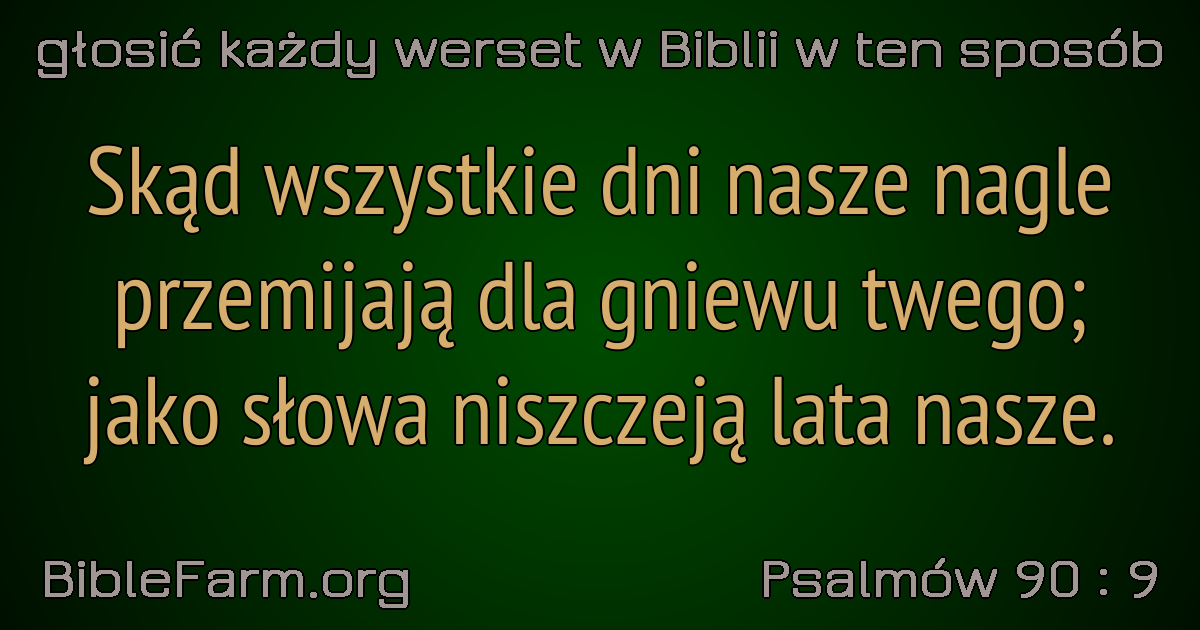 głosić każdy werset w Biblii w ten sposób
Skąd wszystkie dni nasze nagle
przemijają dla gniewu twego;
jako słowa niszczeją lata nasze.
BibleFarm.org
Psalmów 90 : 9